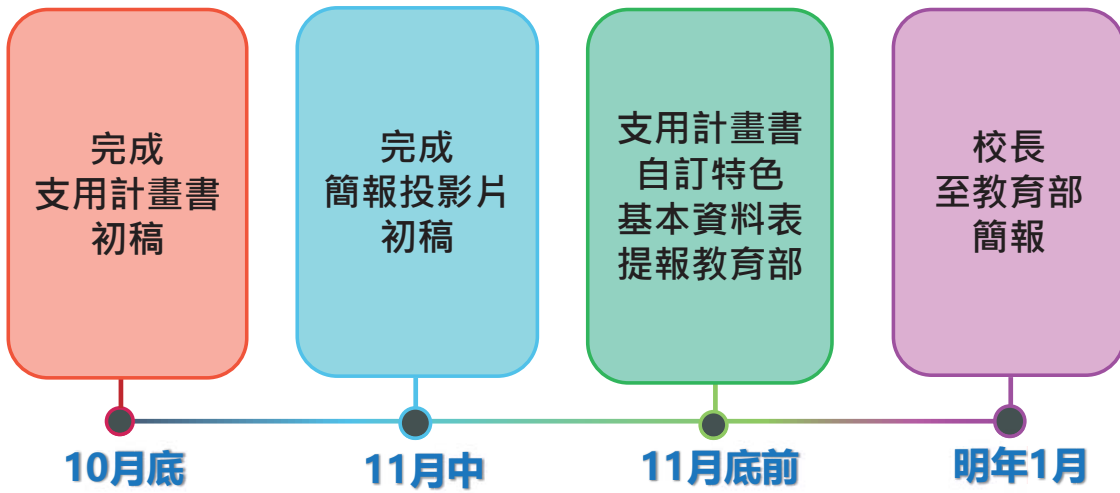 完成
支用計畫書
初稿
10月底
完成
簡報投影片
初稿
11月中
支用計畫書
自訂特色
基本資料表
提報教育部
11月底前
校長
至教育部
簡報
明年1月